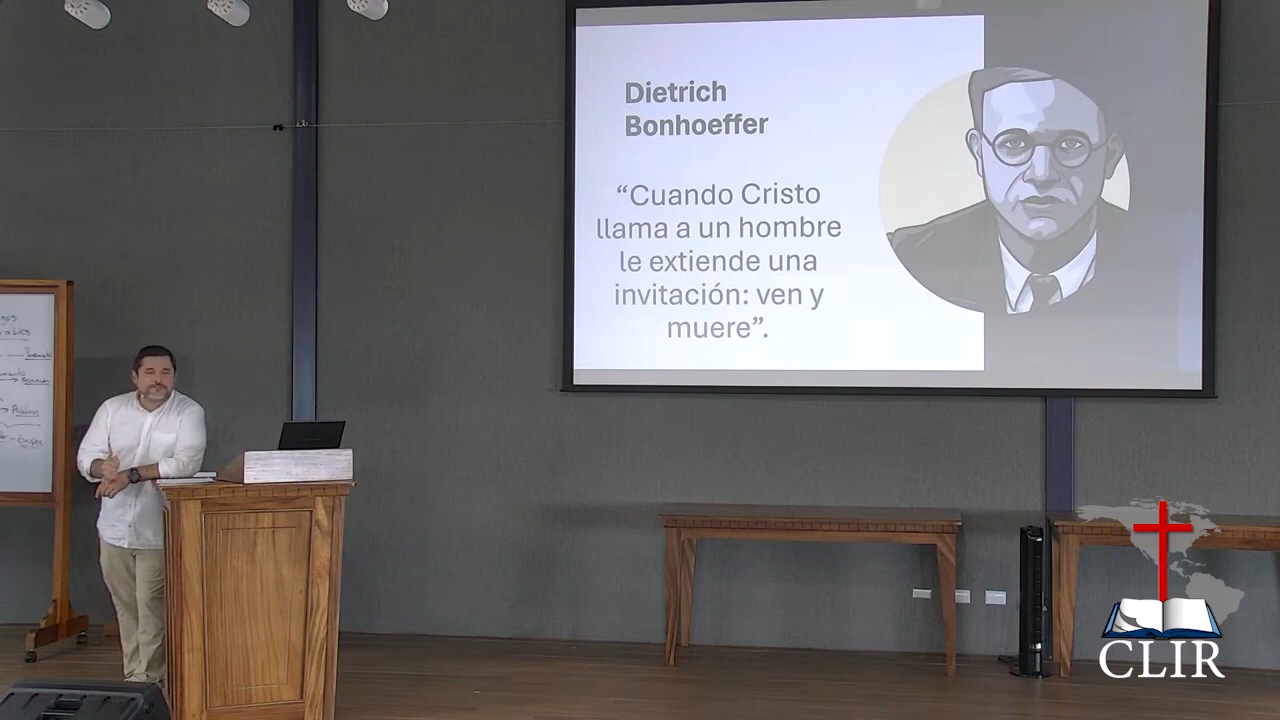 Dietrich
Bonhoeffer
“Cuando Cristo
llama a un hombre
le extiende una
invitación: ven y
muere”.
CLIR